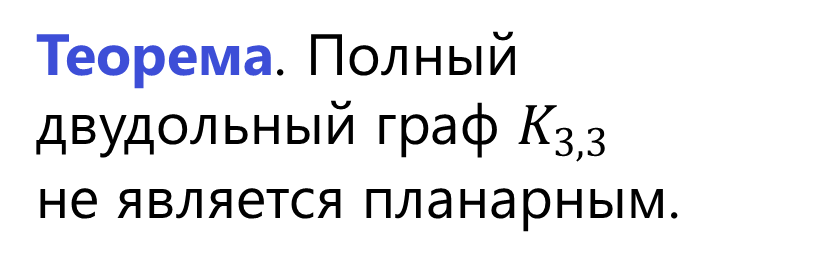 Теорема. Полный
двудольный граф K₃,₃
не является планарным.